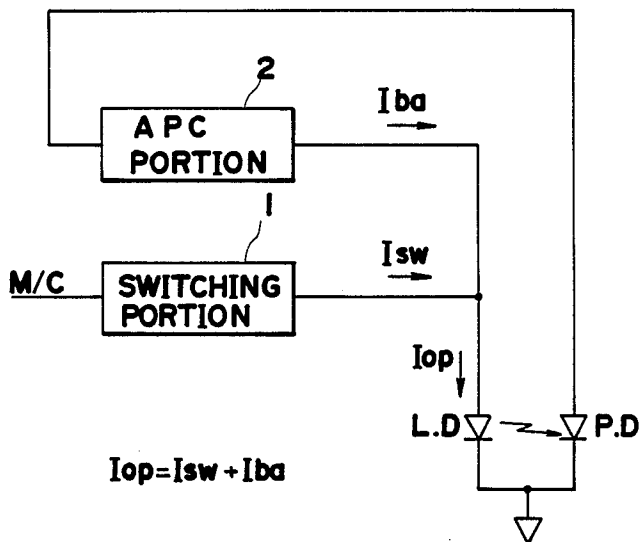 2
APC
PORTION
Iba
1
M/C
SWITCHING
PORTION
Isw
Iop
L.D
P.D
Iop=Isw+Iba